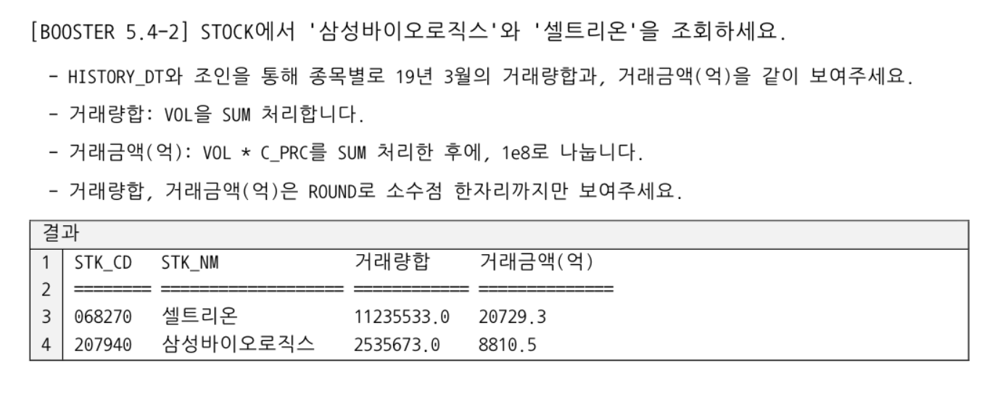 [BOOSTER 5.4-2] STOCK에서 '삼성바이오로직스'와 '셀트리온'을 조회하세요.
- HISTORY_DT와 조인을 통해 종목별로 19년 3월의 거래량합과, 거래금액(억)을 같이 보여주세요.
- 거래량합: VOL을 SUM 처리합니다.
- 거래금액(억): VOL * C_PRC를 SUM 처리한 후에, 1e8로 나눕니다.
- 거래량합, 거래금액(억)은 ROUND로 소수점 한자리까지만 보여주세요.
결과
1 STK_CD STK_NM 거래량합 거래금액(억)
2 ======== =================== ============ ==============
3 068270 셀트리온 11235533.0 20729.3
4 207940 삼성바이오로직스 2535673.0 8810.5